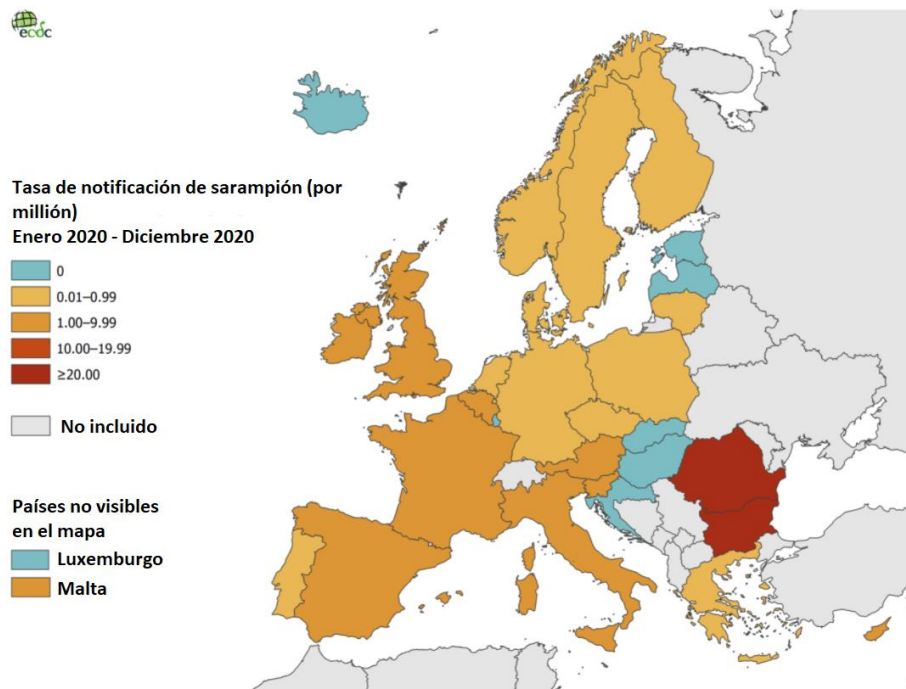 ecdc
Tasa de notificación de sarampión (por
millión)
Enero 2020 - Diciembre 2020
0
0.01–0.99
1.00–9.99
10.00–19.99
≥20.00
No incluido
Países no visibles
en el mapa
Luxemburgo
Malta